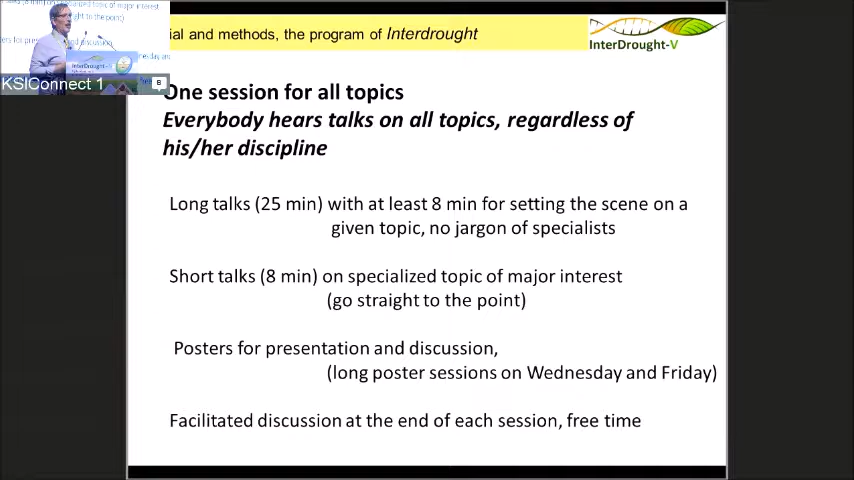 ial and methods, the program of Interdrought
InterDrought-V
KSIConnect 1
B
One session for all topics
Everybody hears talks on all topics, regardless of
his/her discipline
Long talks (25 min) with at least 8 min for setting the scene on a
given topic, no jargon of specialists
Short talks (8 min) on specialized topic of major interest
(go straight to the point)
Posters for presentation and discussion,
(long poster sessions on Wednesday and Friday)
Facilitated discussion at the end of each session, free time